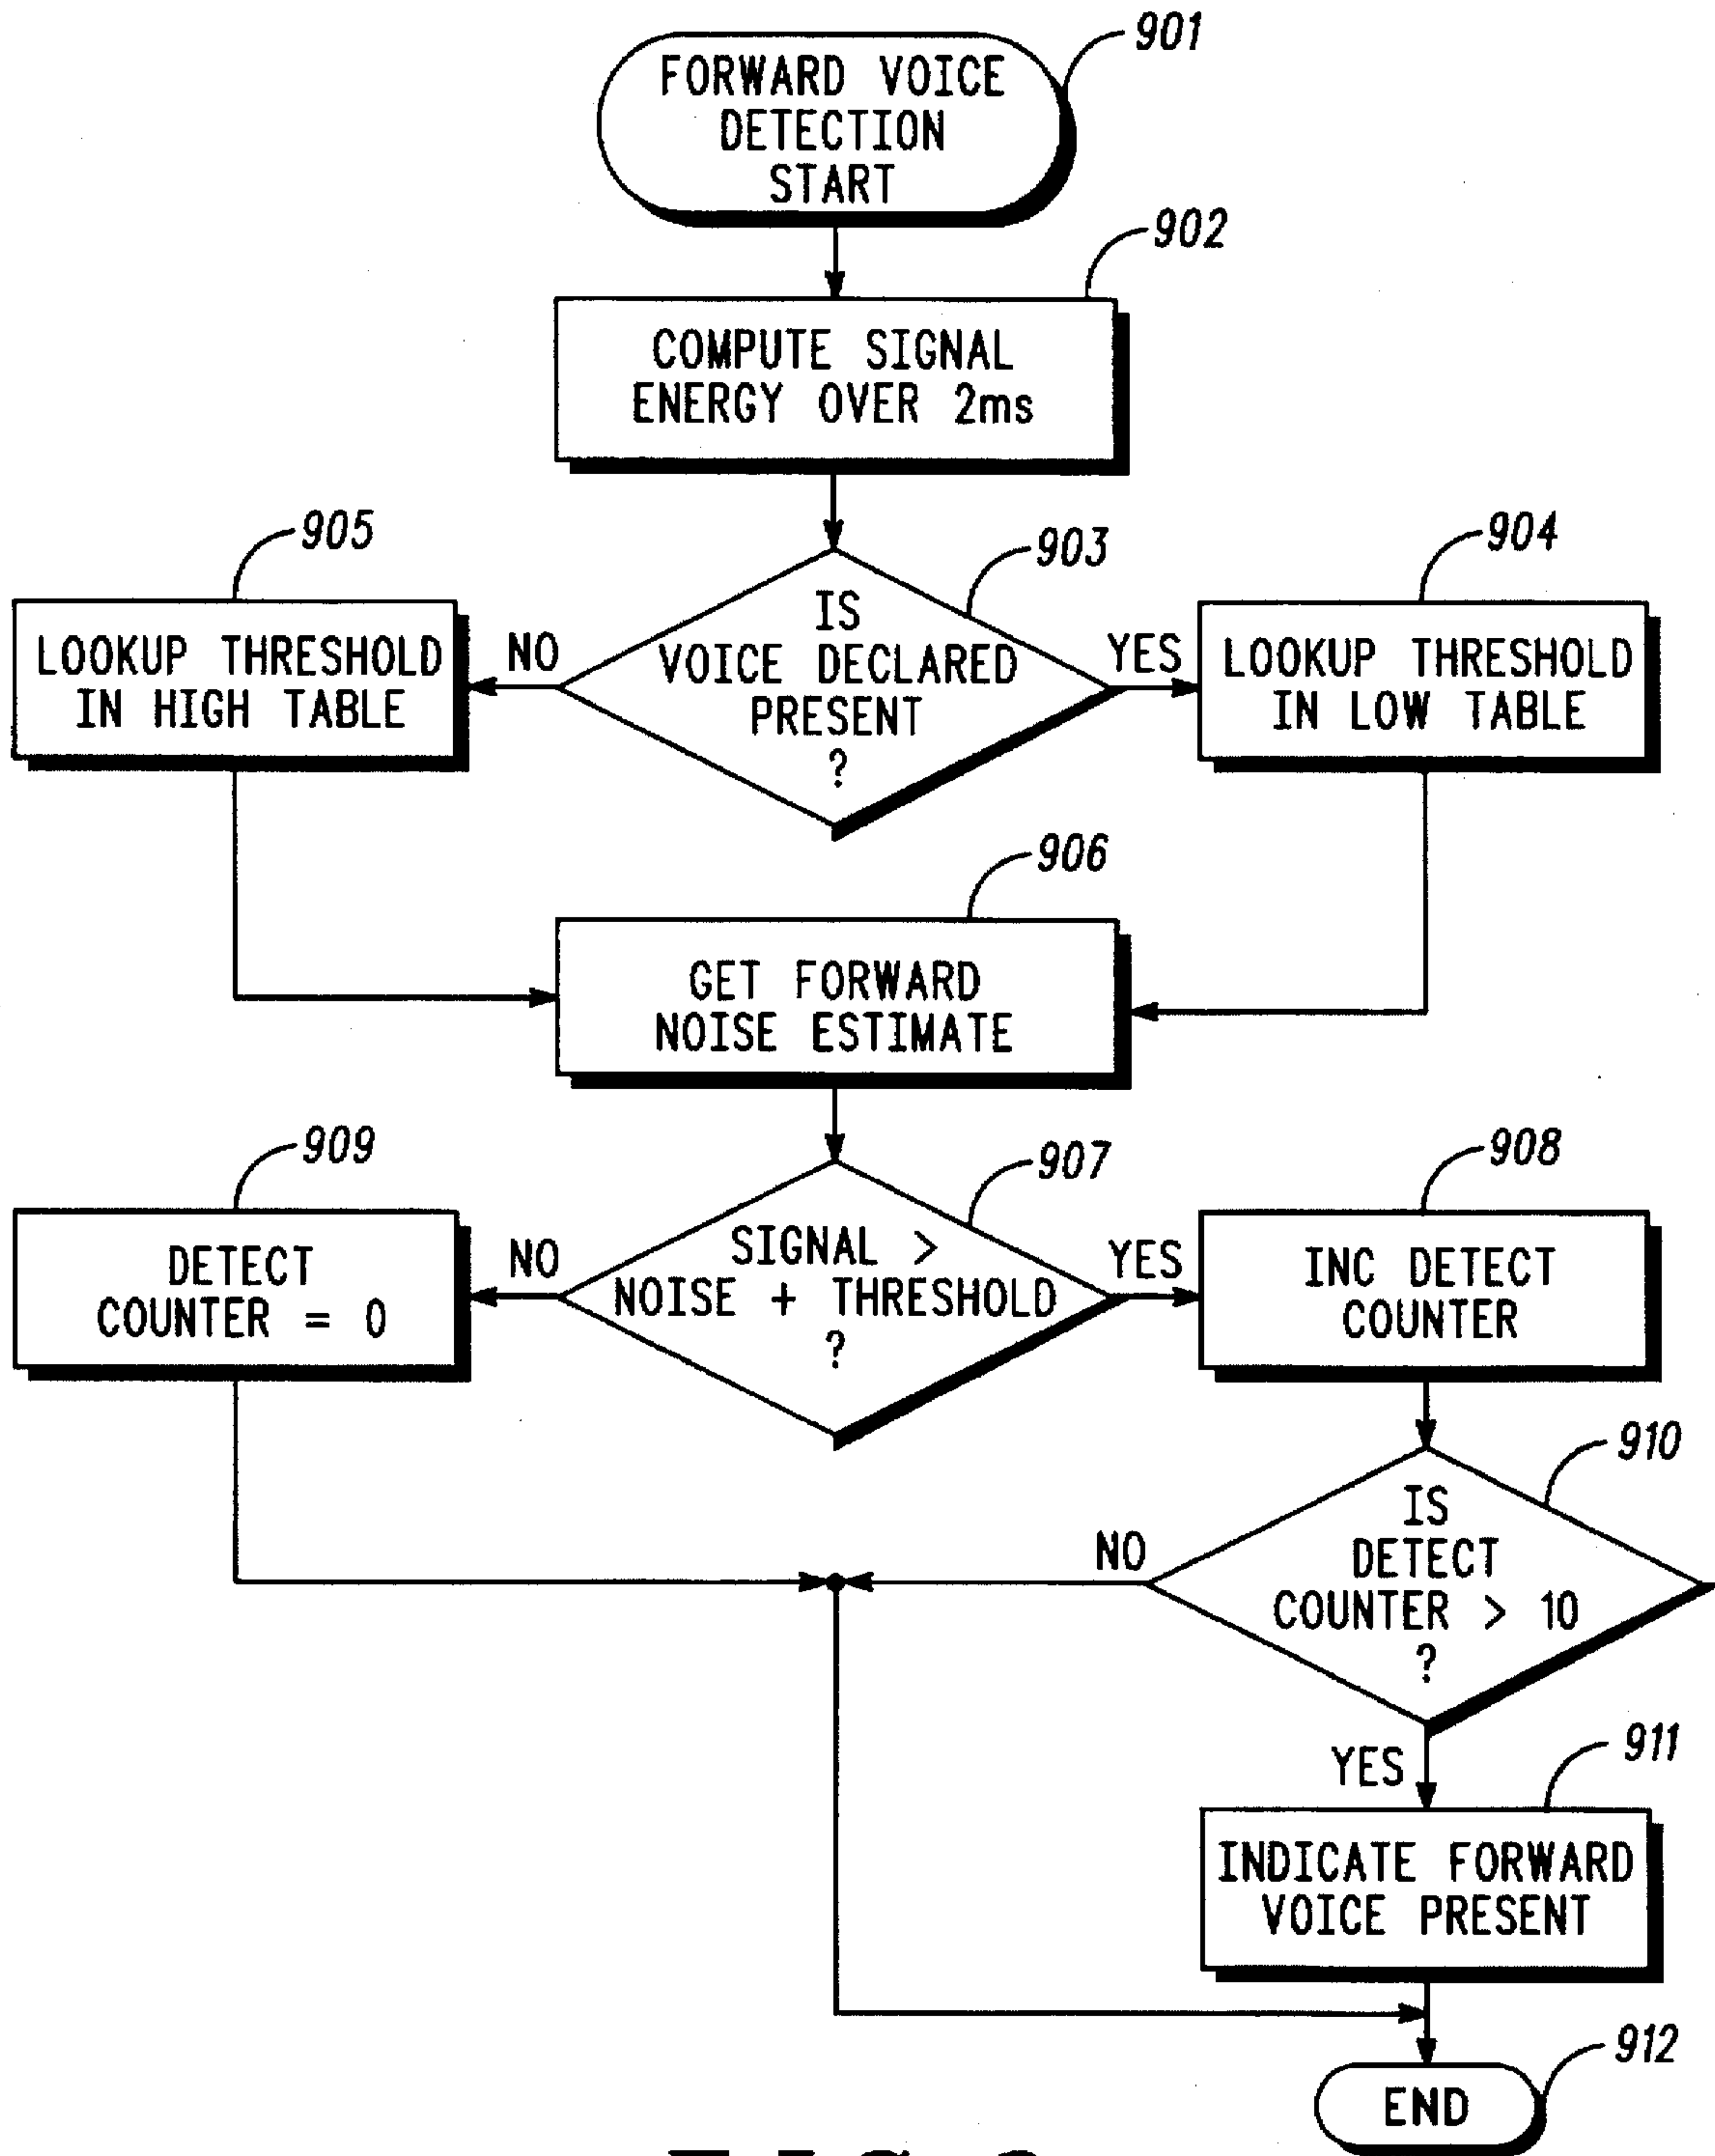 901
FORWARD VOICE
DETECTION
START
902
COMPUTE SIGNAL
ENERGY OVER 2ms
903
IS
VOICE DECLARED
PRESENT
?
NO
YES
905
LOOKUP THRESHOLD
IN HIGH TABLE
904
LOOKUP THRESHOLD
IN LOW TABLE
906
GET FORWARD
NOISE ESTIMATE
907
SIGNAL >
NOISE + THRESHOLD
?
NO
YES
909
DETECT
COUNTER = 0
908
INC DETECT
COUNTER
910
IS
DETECT
COUNTER > 10
?
NO
YES
911
INDICATE FORWARD
VOICE PRESENT
912
END